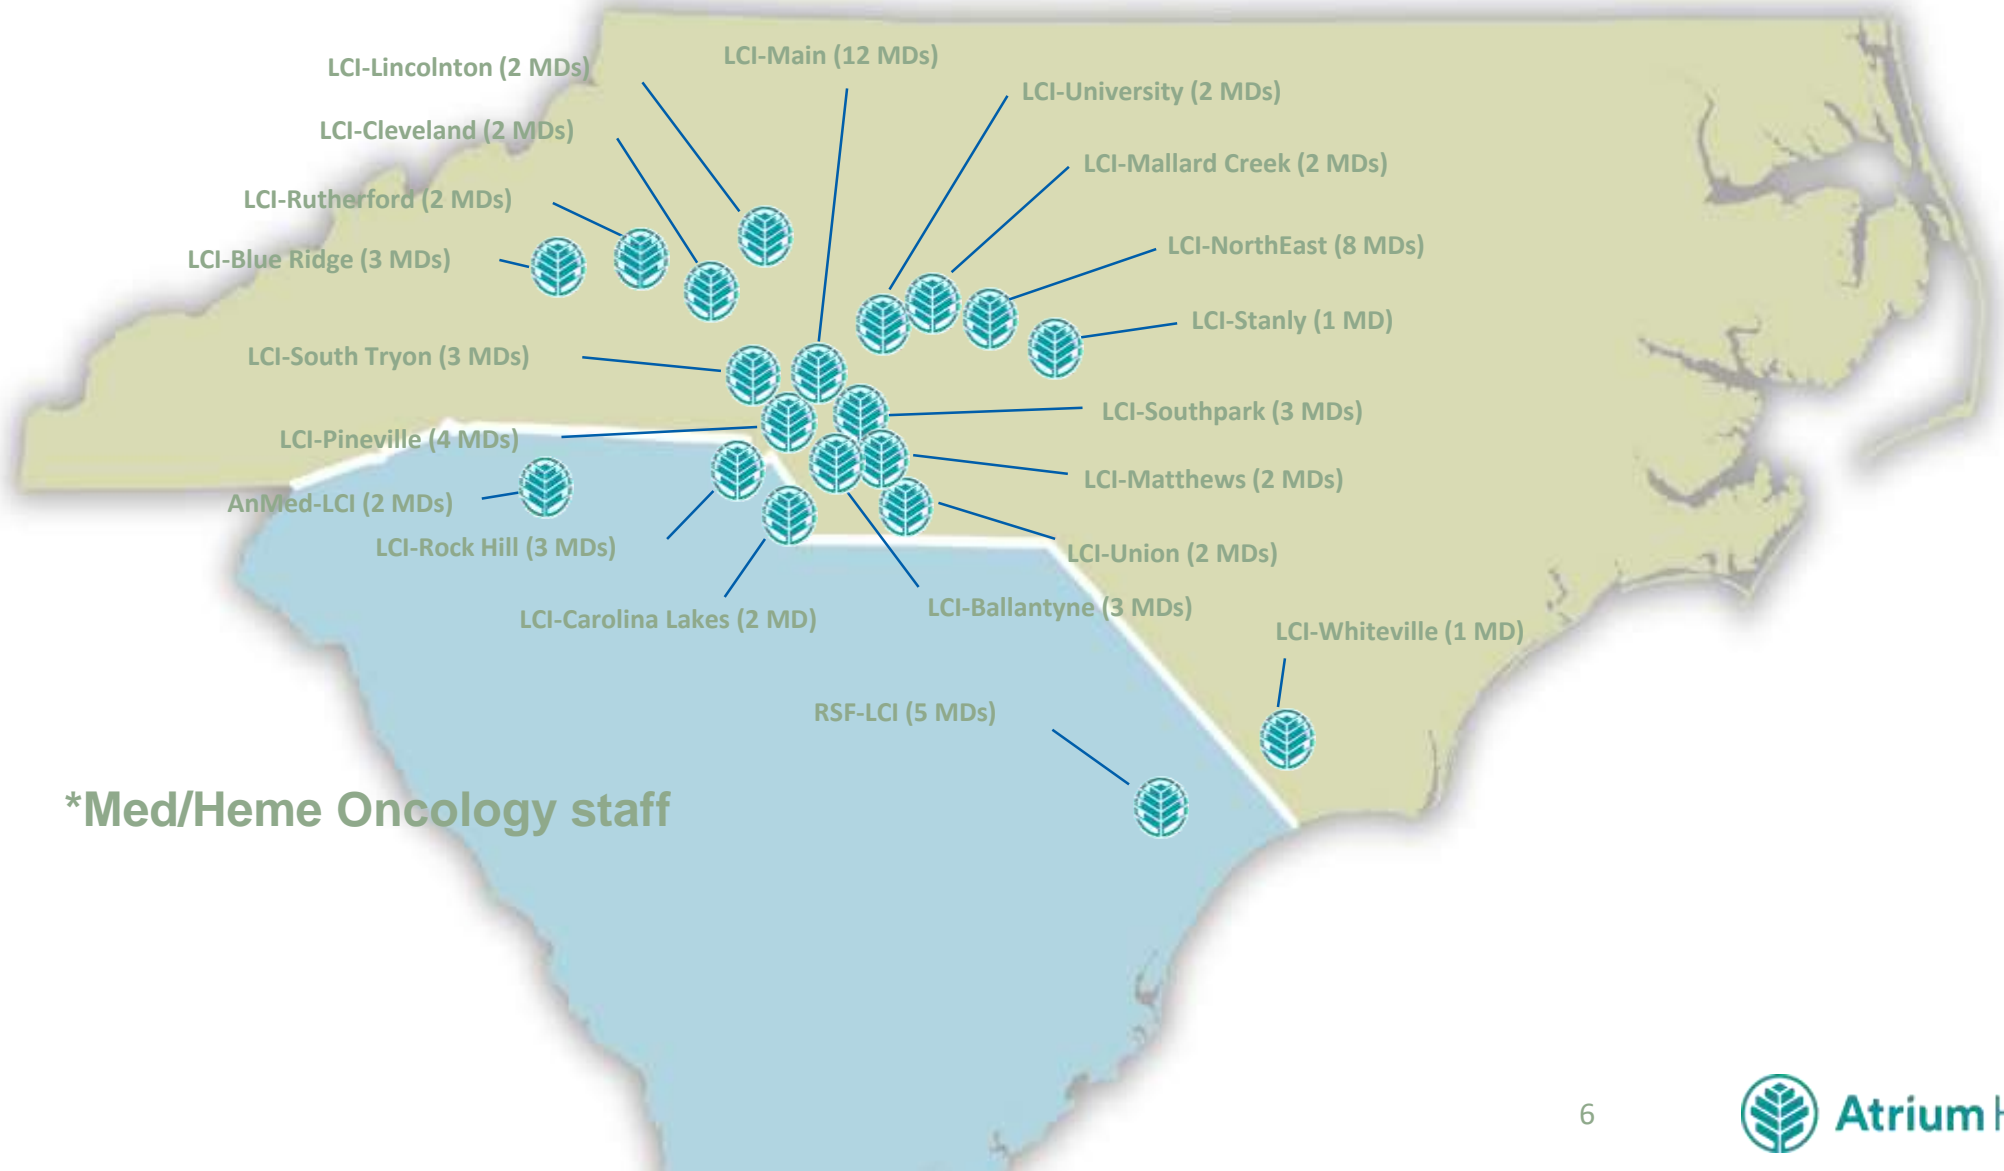 LCI-Main (12 MDs)
LCI-Lincolnton (2 MDs)
LCI-University (2 MDs)
LCI-Cleveland (2 MDs)
LCI-Mallard Creek (2 MDs)
LCI-Rutherford (2 MDs)
LCI-NorthEast (8 MDs)
LCI-Blue Ridge (3 MDs)
LCI-Stanly (1 MD)
LCI-South Tryon (3 MDs)
LCI-Southpark (3 MDs)
LCI-Pineville (4 MDs)
LCI-Matthews (2 MDs)
AnMed-LCI (2 MDs)
LCI-Rock Hill (3 MDs)
LCI-Union (2 MDs)
LCI-Ballantyne (3 MDs)
LCI-Carolina Lakes (2 MD)
LCI-Whiteville (1 MD)
RSF-LCI (5 MDs)
*Med/Heme Oncology staff
6
Atrium